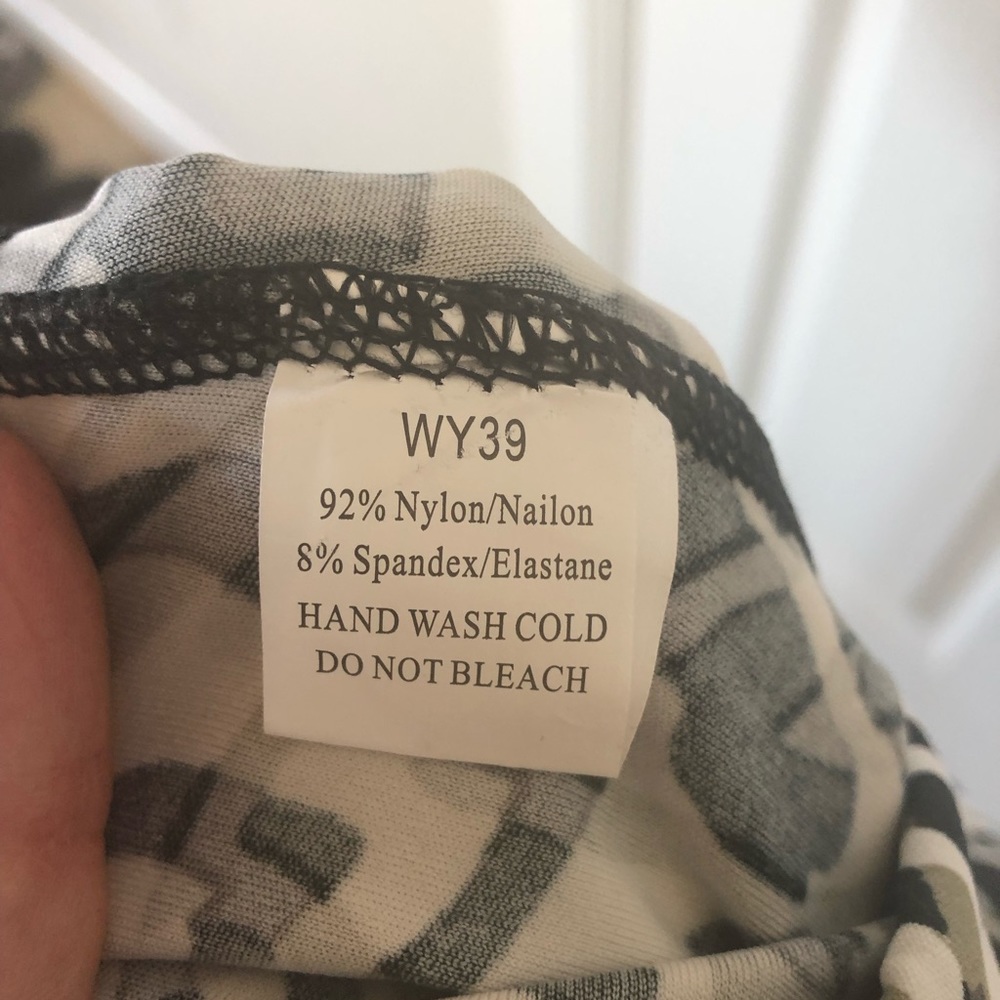 WY39
92% Nylon/Nailon
8% Spandex/Elastane
HAND WASH COLD
DO NOT BLEACH